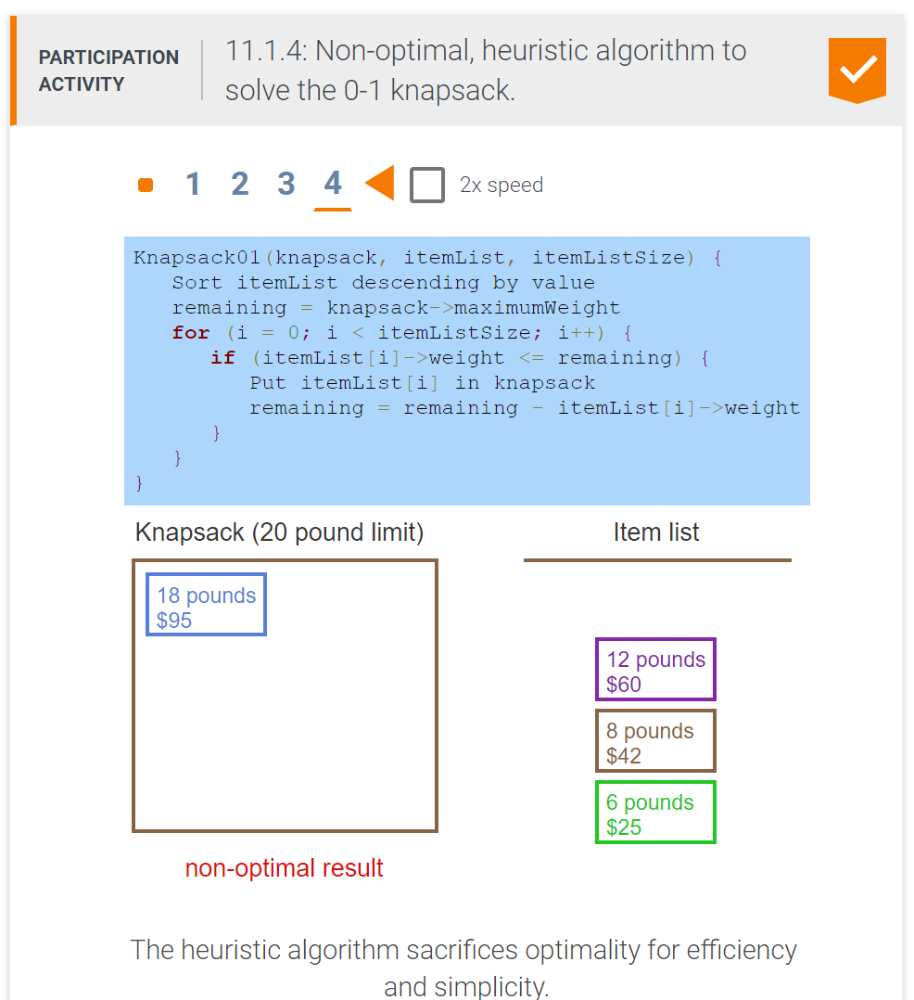 PARTICIPATION
ACTIVITY
11.1.4: Non-optimal, heuristic algorithm to
solve the 0-1 knapsack.
1 2 3 4 2x speed
Knapsack01(knapsack, itemList, itemListSize) {
   Sort itemList descending by value
   remaining = knapsack->maximumWeight
   for (i = 0; i < itemListSize; i++) {
      if (itemList[i]->weight <= remaining) {
         Put itemList[i] in knapsack
         remaining = remaining - itemList[i]->weight
      }
   }
}
Knapsack (20 pound limit)
18 pounds
$95
non-optimal result
Item list
12 pounds
$60
8 pounds
$42
6 pounds
$25
The heuristic algorithm sacrifices optimality for efficiency
and simplicity.